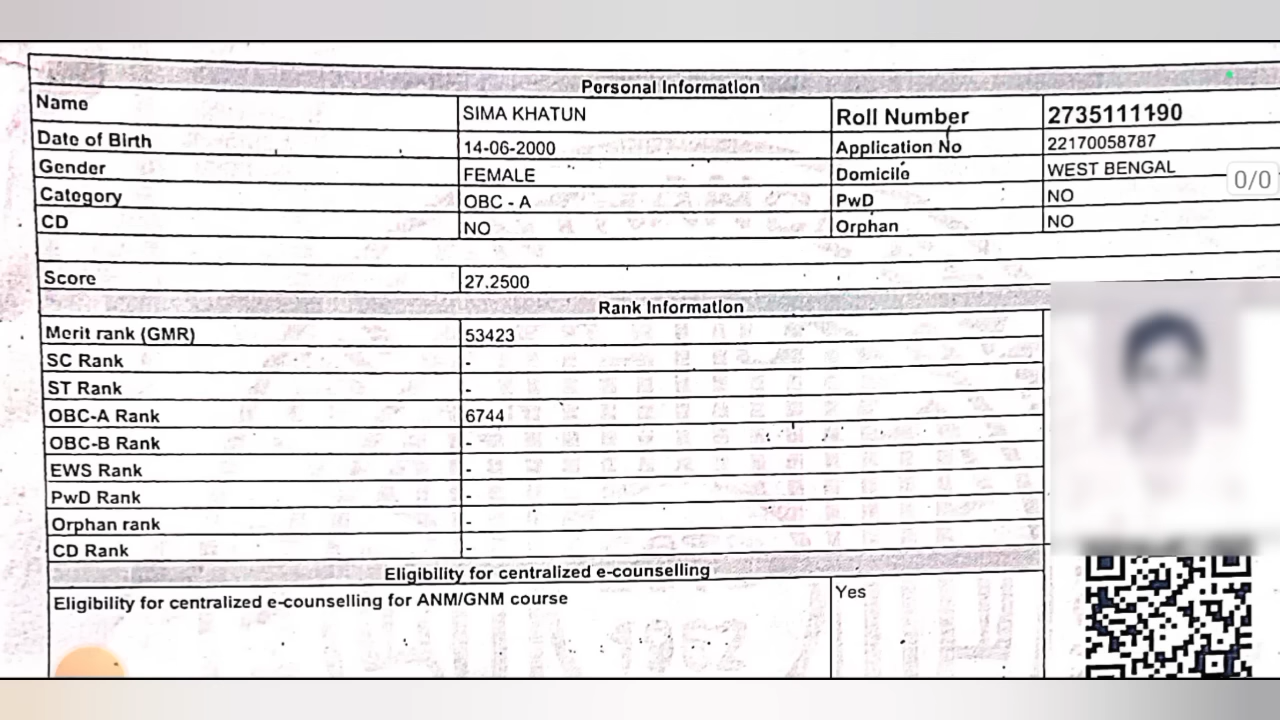 Personal Information
Name SIMA KHATUN Roll Number 2735111190
Date of Birth 14-06-2000 Application No 22170058787
Gender FEMALE Domicile WEST BENGAL
Category OBC - A PwD NO
CD NO Orphan NO
0/0
Score 27.2500
Rank Information
Merit rank (GMR) 53423
SC Rank -
ST Rank -
OBC-A Rank 6744
OBC-B Rank -
EWS Rank -
PwD Rank -
Orphan rank -
CD Rank -
Eligibility for centralized e-counselling
Eligibility for centralized e-counselling for ANM/GNM course Yes